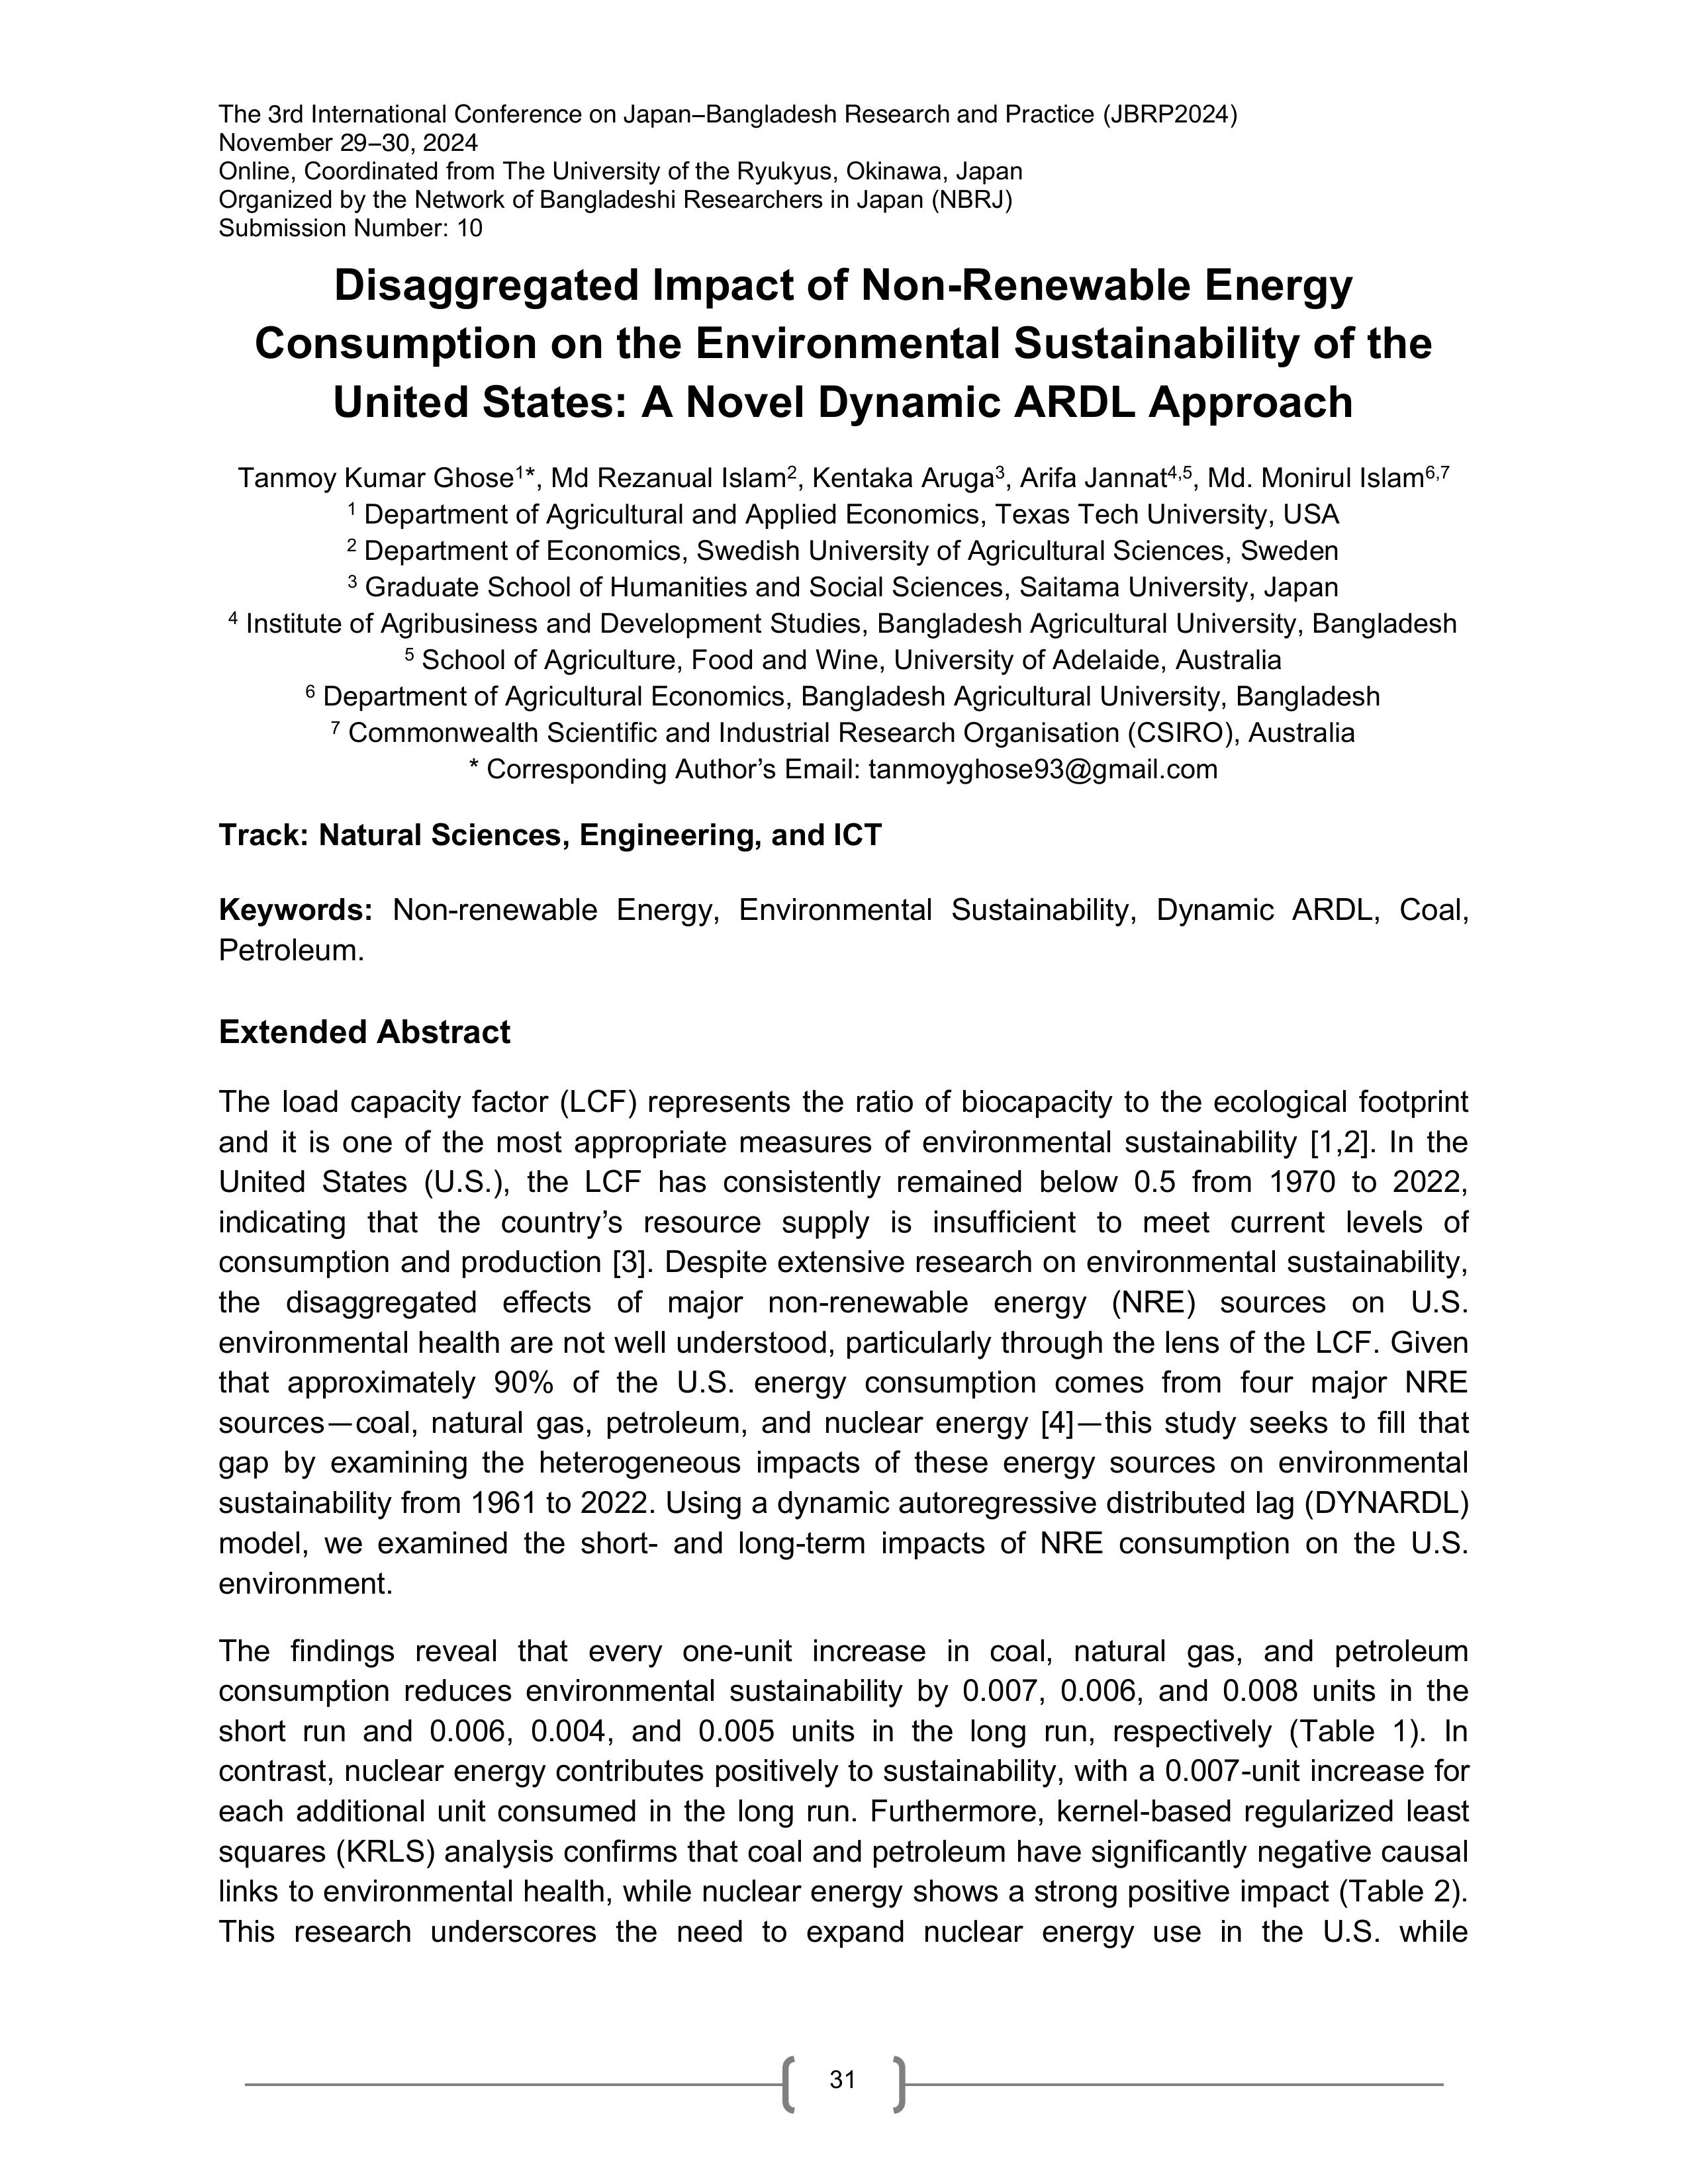 The 3rd International Conference on Japan–Bangladesh Research and Practice (JBRP2024)
November 29–30, 2024
Online, Coordinated from The University of the Ryukyus, Okinawa, Japan
Organized by the Network of Bangladeshi Researchers in Japan (NBRJ)
Submission Number: 10
Disaggregated Impact of Non-Renewable Energy
Consumption on the Environmental Sustainability of the
United States: A Novel Dynamic ARDL Approach
Tanmoy Kumar Ghose¹*, Md Rezanual Islam², Kentaka Aruga³, Arifa Jannat⁴,⁵, Md. Monirul Islam⁶,⁷
¹ Department of Agricultural and Applied Economics, Texas Tech University, USA
² Department of Economics, Swedish University of Agricultural Sciences, Sweden
³ Graduate School of Humanities and Social Sciences, Saitama University, Japan
⁴ Institute of Agribusiness and Development Studies, Bangladesh Agricultural University, Bangladesh
⁵ School of Agriculture, Food and Wine, University of Adelaide, Australia
⁶ Department of Agricultural Economics, Bangladesh Agricultural University, Bangladesh
⁷ Commonwealth Scientific and Industrial Research Organisation (CSIRO), Australia
* Corresponding Author’s Email: tanmoyghose93@gmail.com
Track: Natural Sciences, Engineering, and ICT
Keywords: Non-renewable Energy, Environmental Sustainability, Dynamic ARDL, Coal,
Petroleum.
Extended Abstract
The load capacity factor (LCF) represents the ratio of biocapacity to the ecological footprint
and it is one of the most appropriate measures of environmental sustainability [1,2]. In the
United States (U.S.), the LCF has consistently remained below 0.5 from 1970 to 2022,
indicating that the country’s resource supply is insufficient to meet current levels of
consumption and production [3]. Despite extensive research on environmental sustainability,
the disaggregated effects of major non-renewable energy (NRE) sources on U.S.
environmental health are not well understood, particularly through the lens of the LCF. Given
that approximately 90% of the U.S. energy consumption comes from four major NRE
sources—coal, natural gas, petroleum, and nuclear energy [4]—this study seeks to fill that
gap by examining the heterogeneous impacts of these energy sources on environmental
sustainability from 1961 to 2022. Using a dynamic autoregressive distributed lag (DYNARDL)
model, we examined the short- and long-term impacts of NRE consumption on the U.S.
environment.
The findings reveal that every one-unit increase in coal, natural gas, and petroleum
consumption reduces environmental sustainability by 0.007, 0.006, and 0.008 units in the
short run and 0.006, 0.004, and 0.005 units in the long run, respectively (Table 1). In
contrast, nuclear energy contributes positively to sustainability, with a 0.007-unit increase for
each additional unit consumed in the long run. Furthermore, kernel-based regularized least
squares (KRLS) analysis confirms that coal and petroleum have significantly negative causal
links to environmental health, while nuclear energy shows a strong positive impact (Table 2).
This research underscores the need to expand nuclear energy use in the U.S. while
31